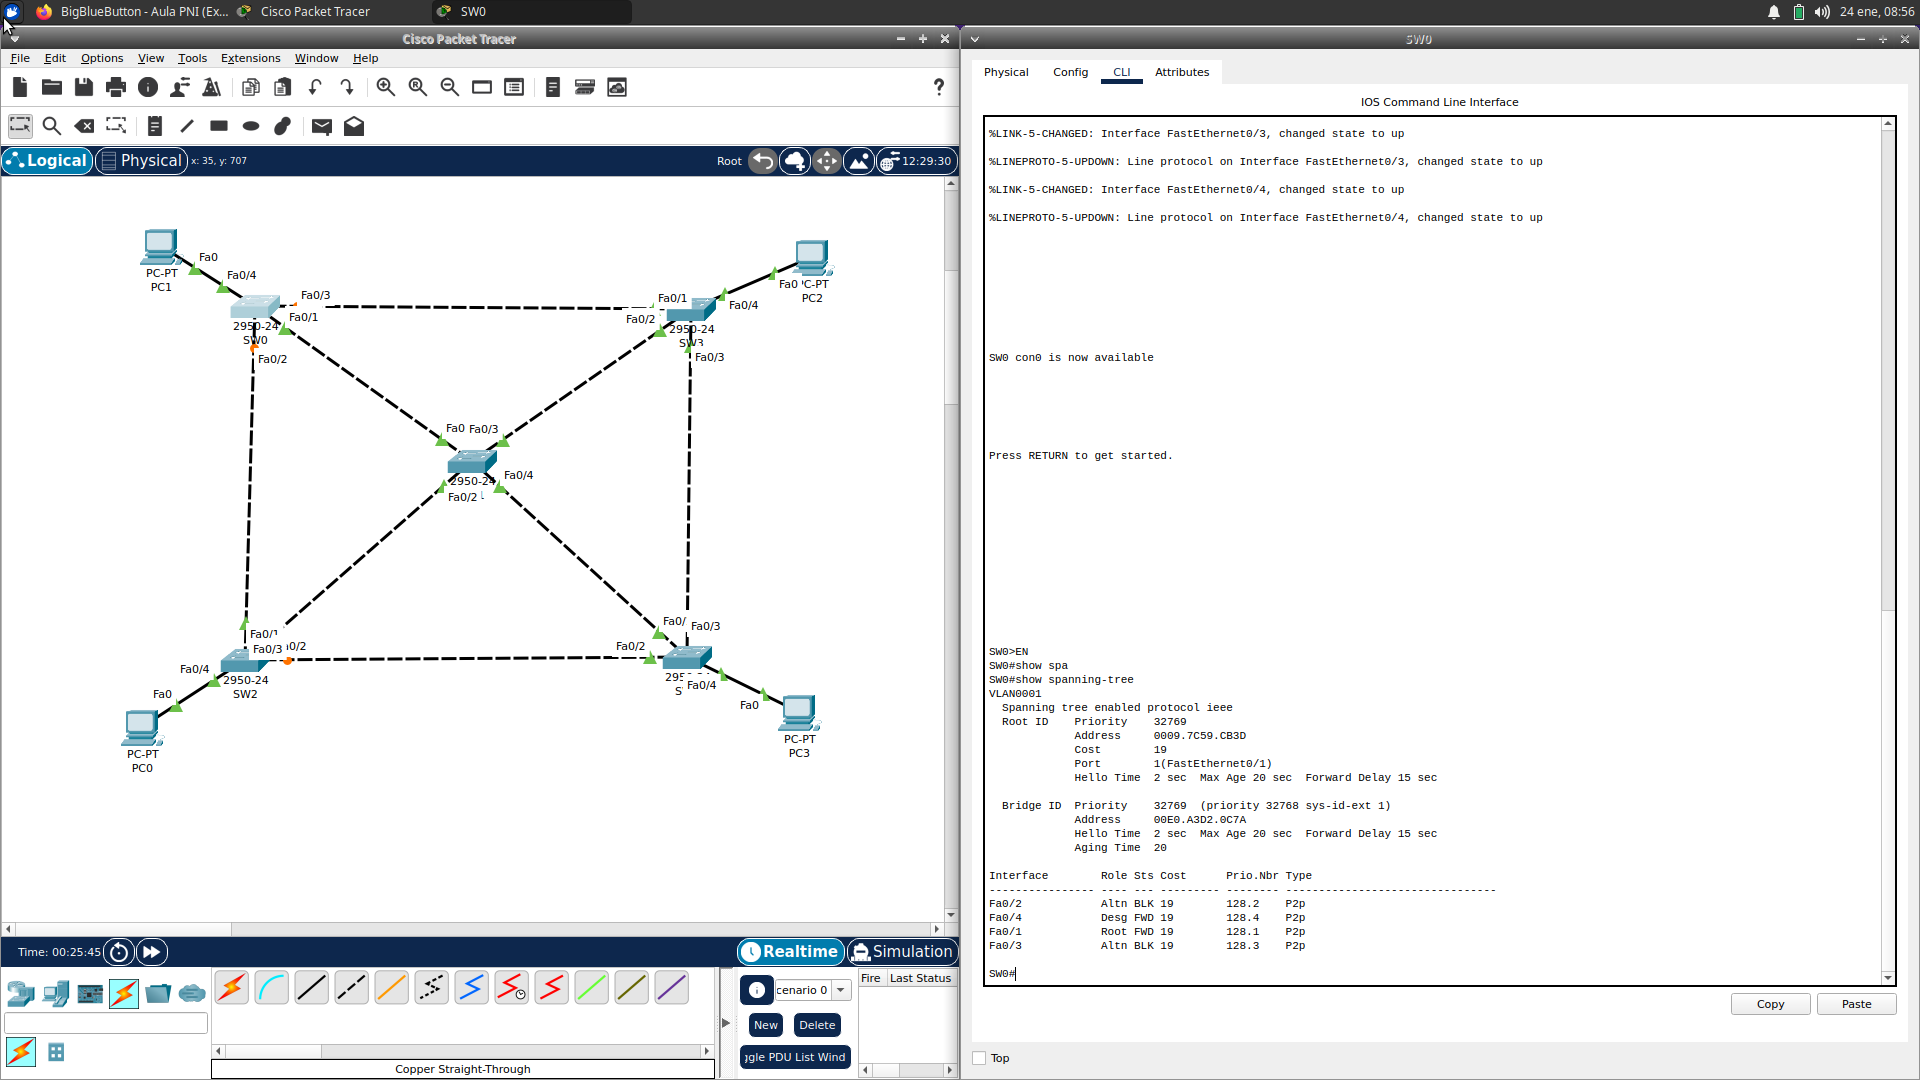 BigBlueButton - Aula PNI (Ex...
Cisco Packet Tracer
SW0
24 ene, 08:56
Cisco Packet Tracer
File Edit Options View Tools Extensions Window Help
?
Logical
Physical
x: 35, y: 707
Root
12:29:30
PC-PT
PC1
Fa0
Fa0/4
Fa0/3
Fa0/1
2950-24
SW0
Fa0/2
Fa0/1
Fa0/2
Fa0/4
Fa0
PC-PT
PC2
2950-24
SW3
Fa0/3
Fa0
Fa0/3
2950-24
Fa0/4
Fa0/2
Fa0/1
Fa0/3
0/2
Fa0/4
2950-24
SW2
Fa0
PC-PT
PC0
Fa0/2
Fa0/
Fa0/3
295
S
Fa0/4
Fa0
PC-PT
PC3
Time: 00:25:45
Realtime
Simulation
cenario 0
New
Delete
ggle PDU List Wind
Fire
Last Status
Copper Straight-Through
SW0
Physical Config CLI Attributes
IOS Command Line Interface
%LINK-5-CHANGED: Interface FastEthernet0/3, changed state to up
%LINEPROTO-5-UPDOWN: Line protocol on Interface FastEthernet0/3, changed state to up
%LINK-5-CHANGED: Interface FastEthernet0/4, changed state to up
%LINEPROTO-5-UPDOWN: Line protocol on Interface FastEthernet0/4, changed state to up
SW0 con0 is now available
Press RETURN to get started.
SW0>EN
SW0#show spa
SW0#show spanning-tree
VLAN0001
Spanning tree enabled protocol ieee
Root ID Priority 32769
Address 0009.7C59.CB3D
Cost 19
Port 1(FastEthernet0/1)
Hello Time 2 sec Max Age 20 sec Forward Delay 15 sec
Bridge ID Priority 32769 (priority 32768 sys-id-ext 1)
Address 00E0.A3D2.0C7A
Hello Time 2 sec Max Age 20 sec Forward Delay 15 sec
Aging Time 20
Interface Role Sts Cost Prio.Nbr Type
---------------- ---- --- --------- -------- --------------------------------
Fa0/2 Altn BLK 19 128.2 P2p
Fa0/4 Desg FWD 19 128.4 P2p
Fa0/1 Root FWD 19 128.1 P2p
Fa0/3 Altn BLK 19 128.3 P2p
SW0#
Copy
Paste
Top